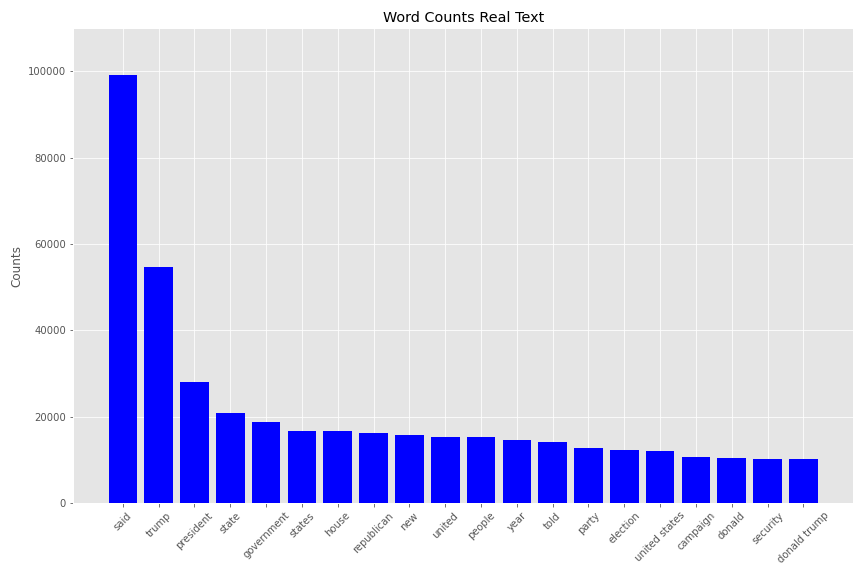 Word Counts Real Text
Counts
100000
80000
60000
40000
20000
0
said
trump
president
state
government
states
house
republican
new
united
people
year
told
party
election
united states
campaign
donald
security
donald trump